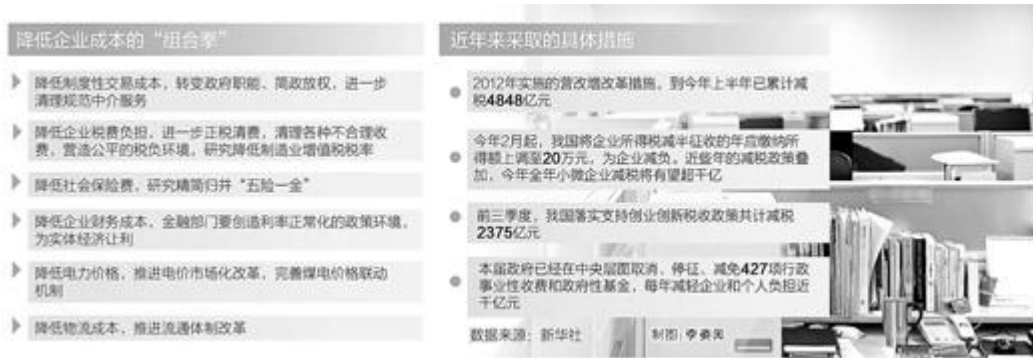 降低企业成本的“组合拳”
降低制度性交易成本，转变政府职能、简政放权，进一步
清理规范中介服务
降低企业税费负担，进一步正税清费，清理各种不合理收
费，营造公平的税负环境，研究降低制造业增值税税率
降低社会保险费，研究精简归并“五险一金”
降低企业财务成本，金融部门要创造利率正常化的政策环境，
为实体经济让利
降低电力价格，推进电价市场化改革，完善煤电价格联动
机制
降低物流成本，推进流通体制改革
近年来采取的具体措施
2012年实施的营改增改革措施，到今年上半年已累计减
税4848亿元
今年2月起，我国将企业所得税减半征收的年应缴纳所
得额上调至20万元，为企业减负。近些年的减税政策叠
加，今年全年小微企业减税将有望超千亿
前三季度，我国落实支持创业创新税收政策共计减税
2375亿元
本届政府已经在中央层面取消、停征、减免427项行政
事业性收费和政府性基金，每年减轻企业和个人负担近
千亿元
数据来源：新华社
制图：李姿阅